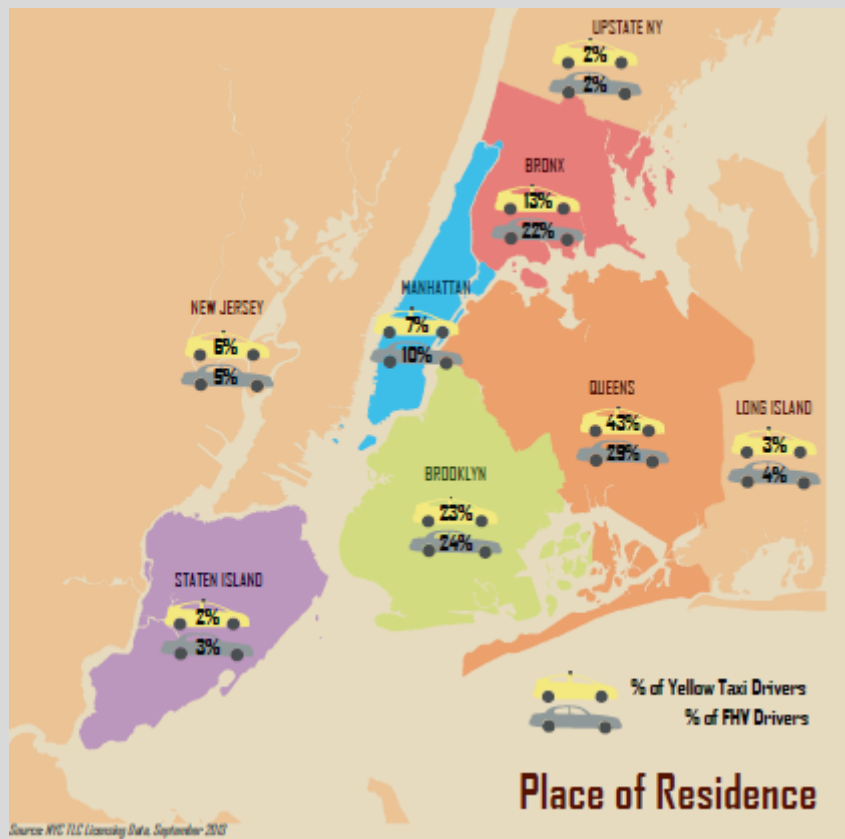 UPSTATE NY
2%
2%
BRONX
13%
22%
MANHATTAN
7%
10%
NEW JERSEY
6%
5%
QUEENS
43%
29%
LONG ISLAND
3%
4%
BROOKLYN
23%
24%
STATEN ISLAND
2%
3%
% of Yellow Taxi Drivers
% of FHV Drivers
Place of Residence
Source: NYC TLC Licensing Data, September 2013